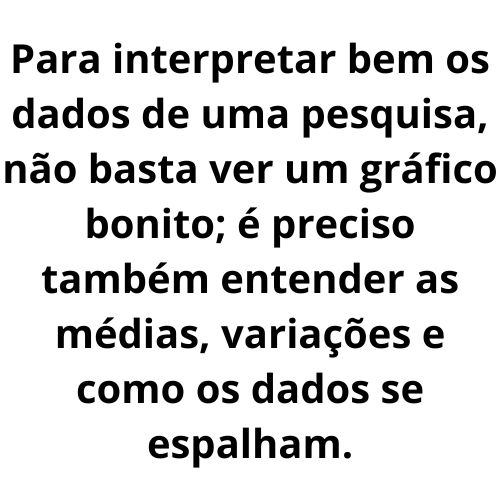 Para interpretar bem os
dados de uma pesquisa,
não basta ver um gráfico
bonito; é preciso
também entender as
médias, variações e
como os dados se
espalham.